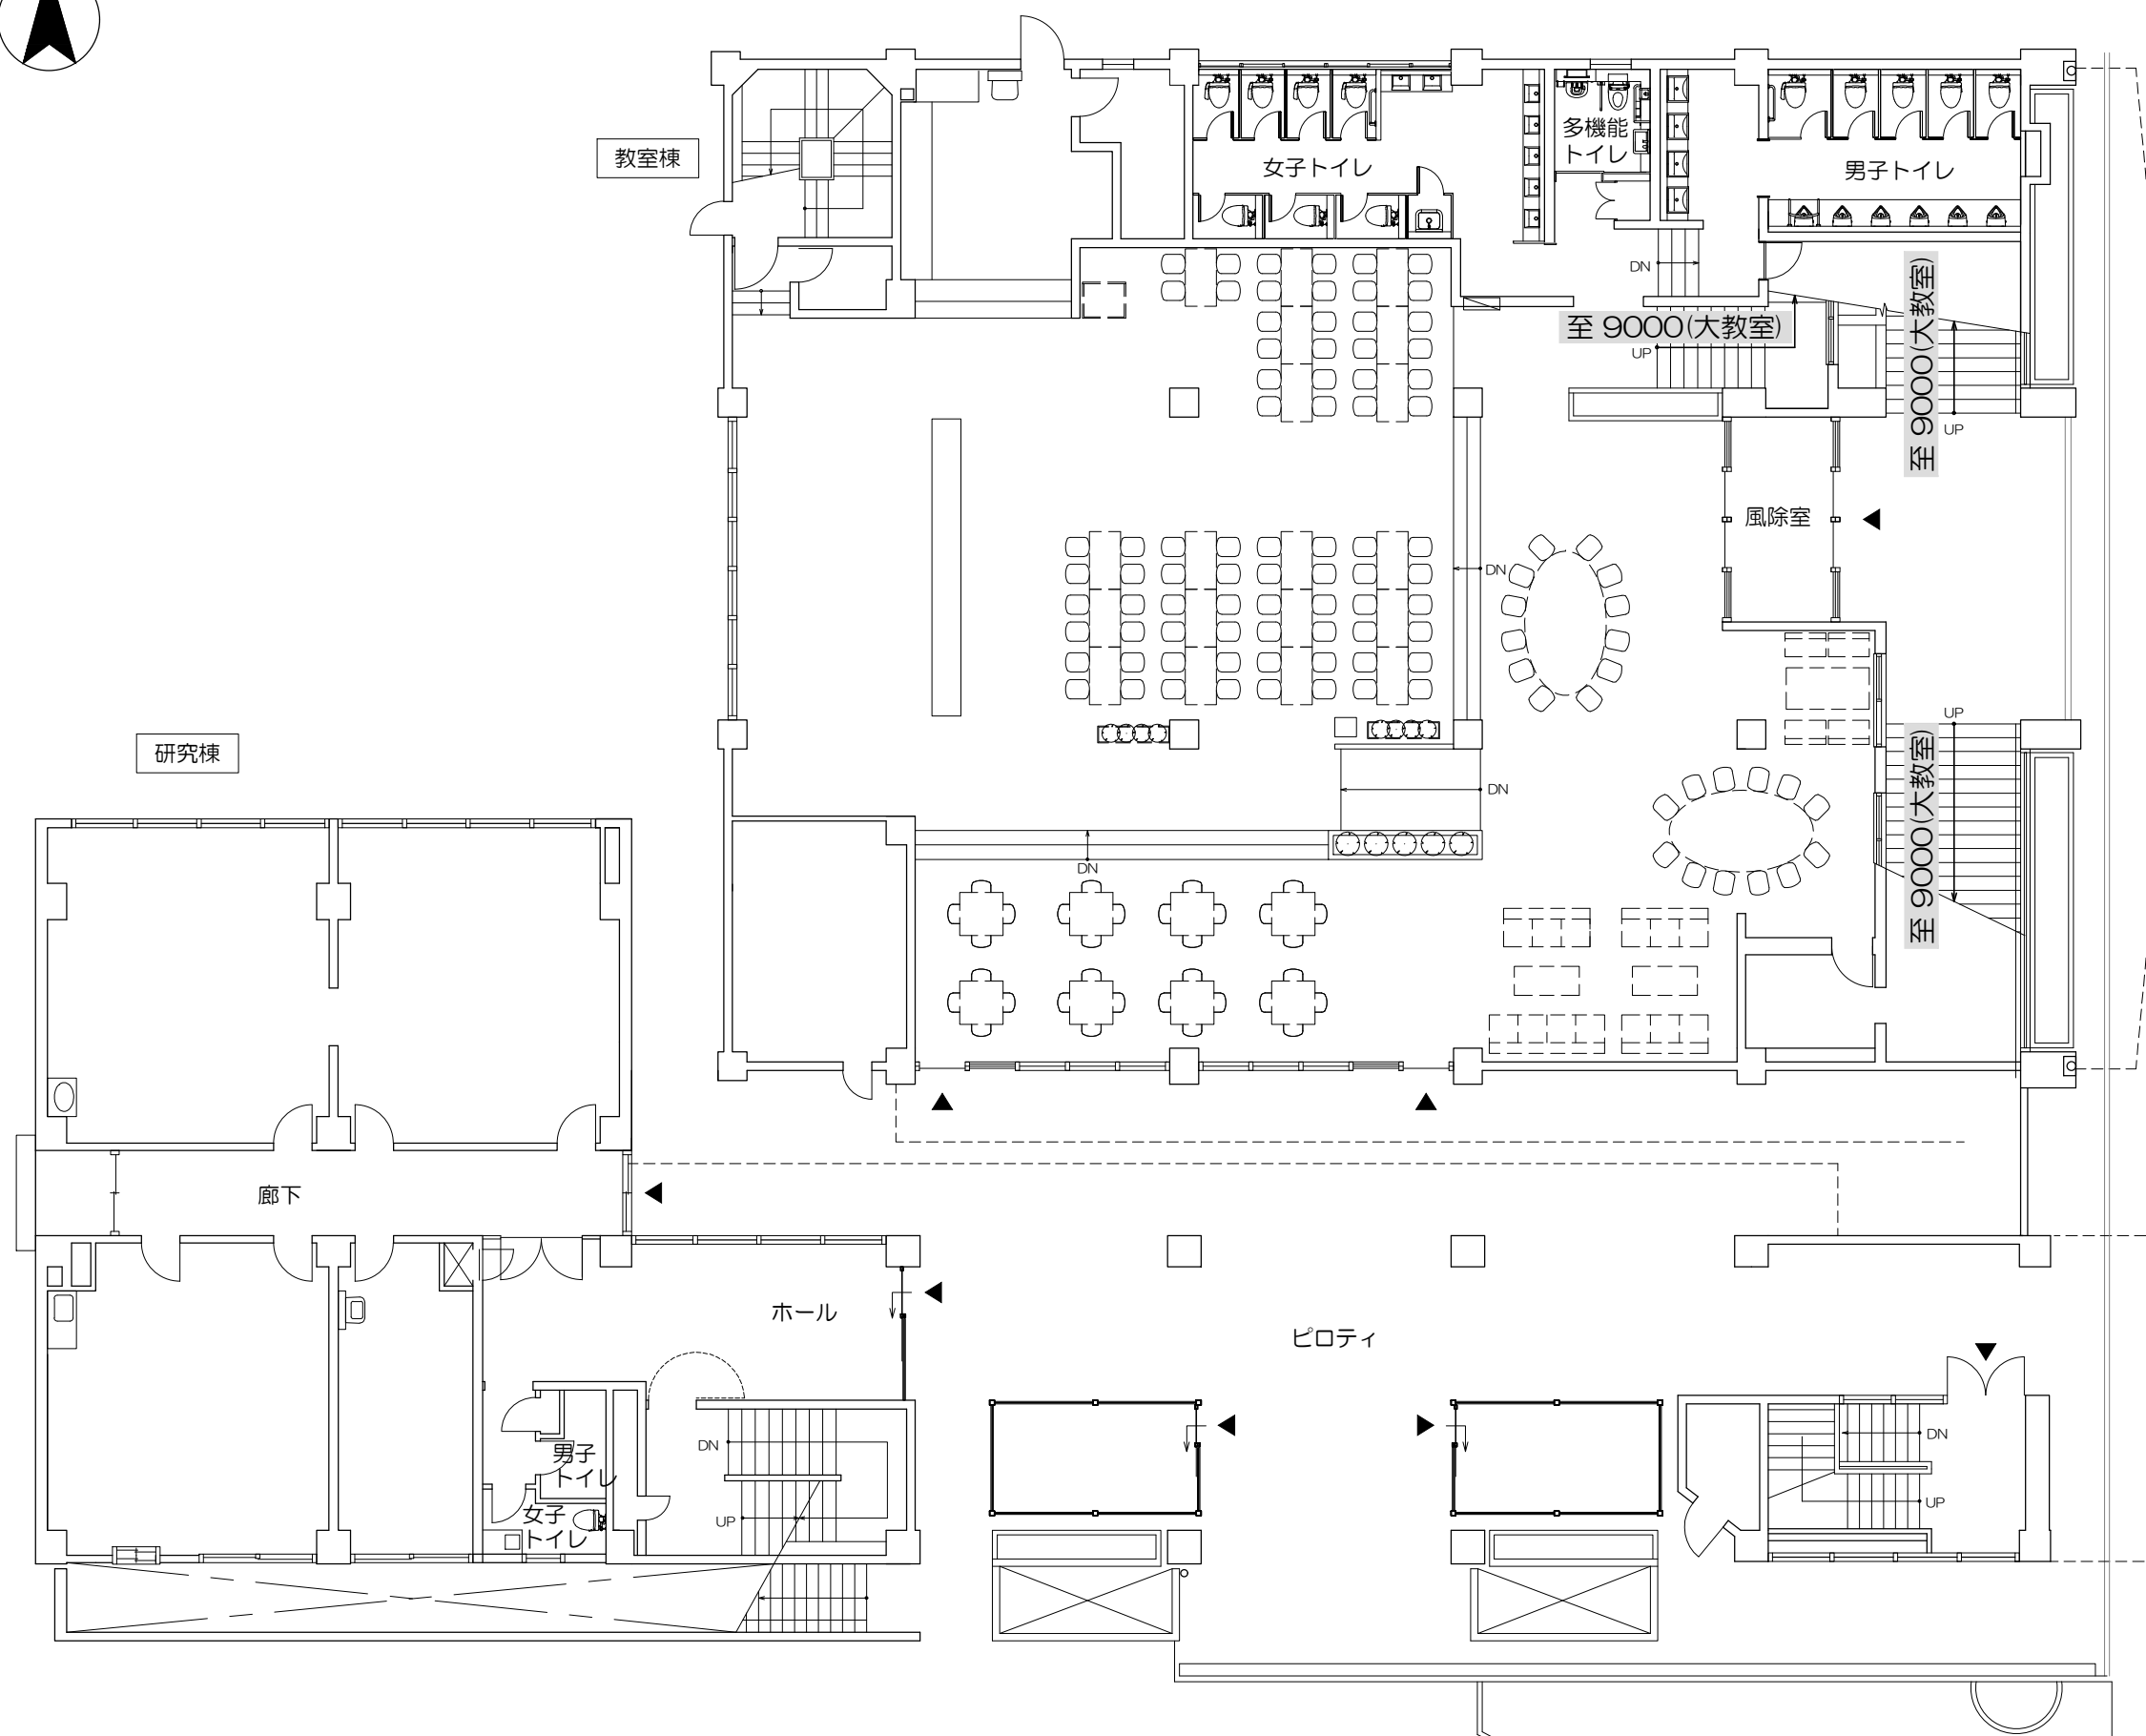 教室棟
女子トイレ
多機能
トイレ
男子トイレ
DN
至 9000(大教室)
UP
至 9000(大教室)
UP
風除室
DN
UP
至 9000(大教室)
DN
DN
研究棟
廊下
ホール
ピロティ
男子
トイレ
女子
トイレ
DN
UP
DN
UP